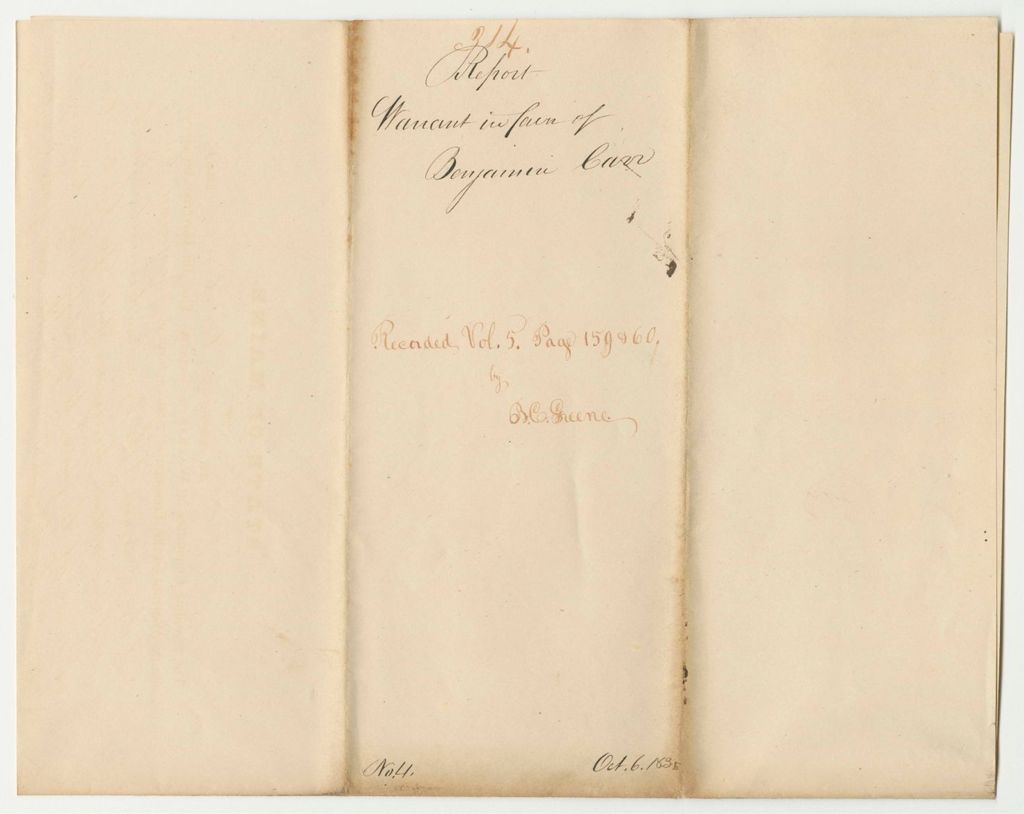 214.
Report
Warrant in favor of
Benjamin Carr
Recorded Vol. 5. Page 159 & 60,
by
B.C. Greene
No. 4.
Oct. 6. 183